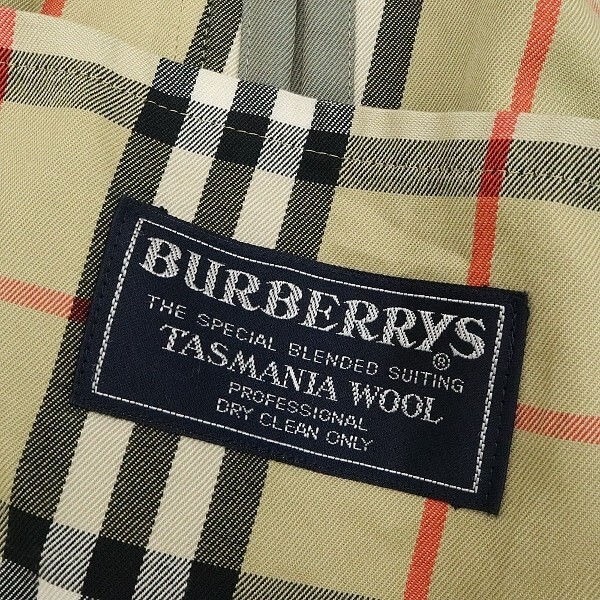 BURBERRYS®
THE SPECIAL BLENDED SUITING
TASMANIA WOOL
PROFESSIONAL
DRY CLEAN ONLY